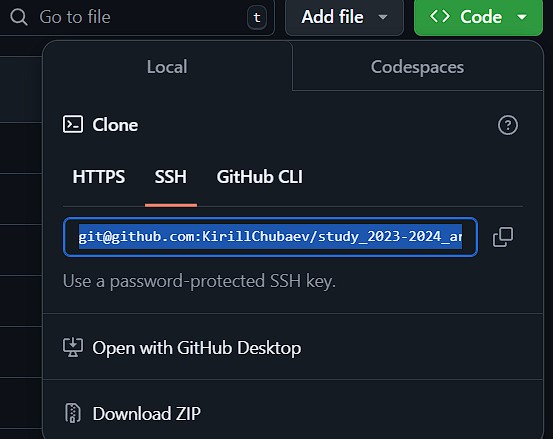 Go to file t Add file Code
Local Codespaces
Clone
HTTPS SSH GitHub CLI
git@github.com:KirillChubaev/study_2023-2024_ar
Use a password-protected SSH key.
Open with GitHub Desktop
Download ZIP